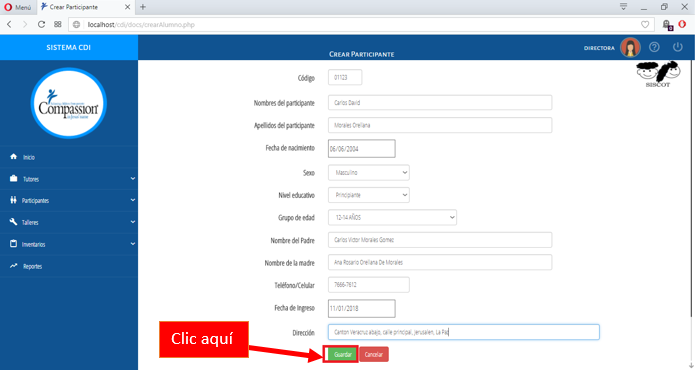 Menú
Crear Participante
localhost/cdi/docs/crearAlumno.php
SISTEMA CDI
DIRECTORA
CREAR PARTICIPANTE
SISCOT
Compassion
en Jesús' name
Código 01123
Nombres del participante Carlos David
Apellidos del participante Morales Orellana
Fecha de nacimiento 06/06/2004
Sexo Masculino
Nivel educativo Principiante
Grupo de edad 12-14 AÑOS
Nombre del Padre Carlos Victor Morales Gomez
Nombre de la madre Ana Rosario Orellana De Morales
Teléfono/Celular 7666-7612
Fecha de Ingreso 11/01/2018
Dirección Canton Veracruz abajo, calle principal, Jerusalen, La Paz
Guardar Cancelar
Inicio
Tutores
Participantes
Talleres
Inventarios
Reportes
Clic aquí